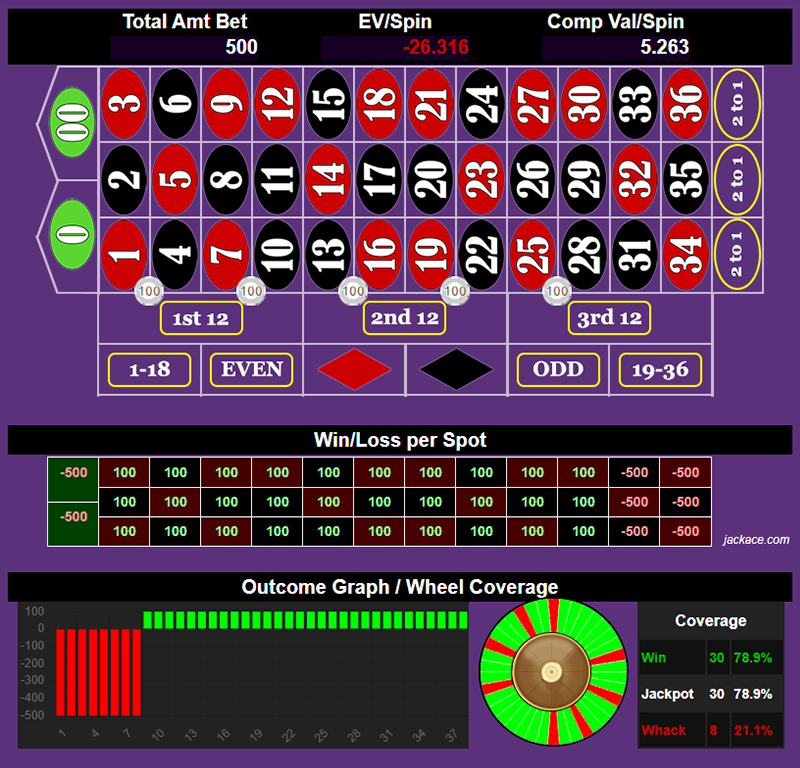 Total Amt Bet EV/Spin Comp Val/Spin
500 -26.316 5.263
00 3 6 9 12 15 18 21 24 27 30 33 36 2 to 1
2 5 8 11 14 17 20 23 26 29 32 35 2 to 1
0 1 4 7 10 13 16 19 22 25 28 31 34 2 to 1
100 100 100 100 100
1st 12 2nd 12 3rd 12
1-18 EVEN ODD 19-36
Win/Loss per Spot
-500 100 100 100 100 100 100 100 100 100 100 -500 -500
100 100 100 100 100 100 100 100 100 100 -500 -500
-500 100 100 100 100 100 100 100 100 100 100 -500 -500
jackace.com
Outcome Graph / Wheel Coverage
100
0
-100
-200
-300
-400
-500
1 4 7 10 13 16 19 22 25 28 31 34 37
Coverage
Win 30 78.9%
Jackpot 30 78.9%
Whack 8 21.1%